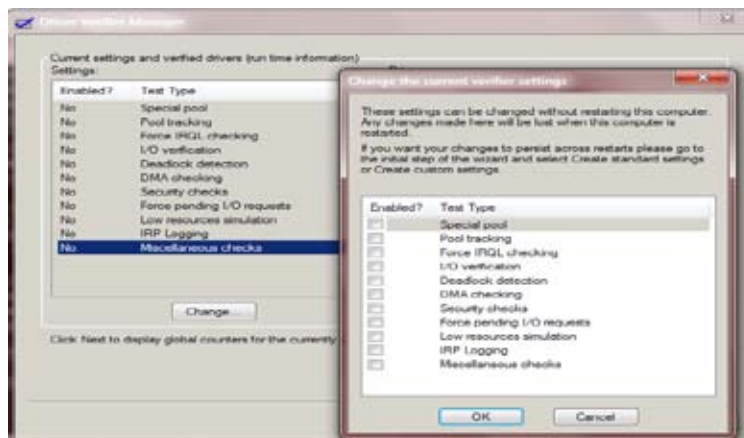 Driver Verifier Manager
Current settings and verified drivers (run time information)
Settings:
Enabled? Test Type
No Special pool
No Pool tracking
No Force IRQL checking
No I/O verification
No Deadlock detection
No DMA checking
No Security checks
No Force pending I/O requests
No Low resources simulation
No IRP Logging
No Miscellaneous checks
Change...
Click Next to display global counters for the currently
Change the current verifier settings
These settings can be changed without restarting this computer.
Any changes made here will be lost when this computer is
restarted.
If you want your changes to persist across restarts please go to
the initial step of the wizard and select Create standard settings
or Create custom settings.
Enabled? Test Type
Special pool
Pool tracking
Force IRQL checking
I/O verification
Deadlock detection
DMA checking
Security checks
Force pending I/O requests
Low resources simulation
IRP Logging
Miscellaneous checks
OK Cancel